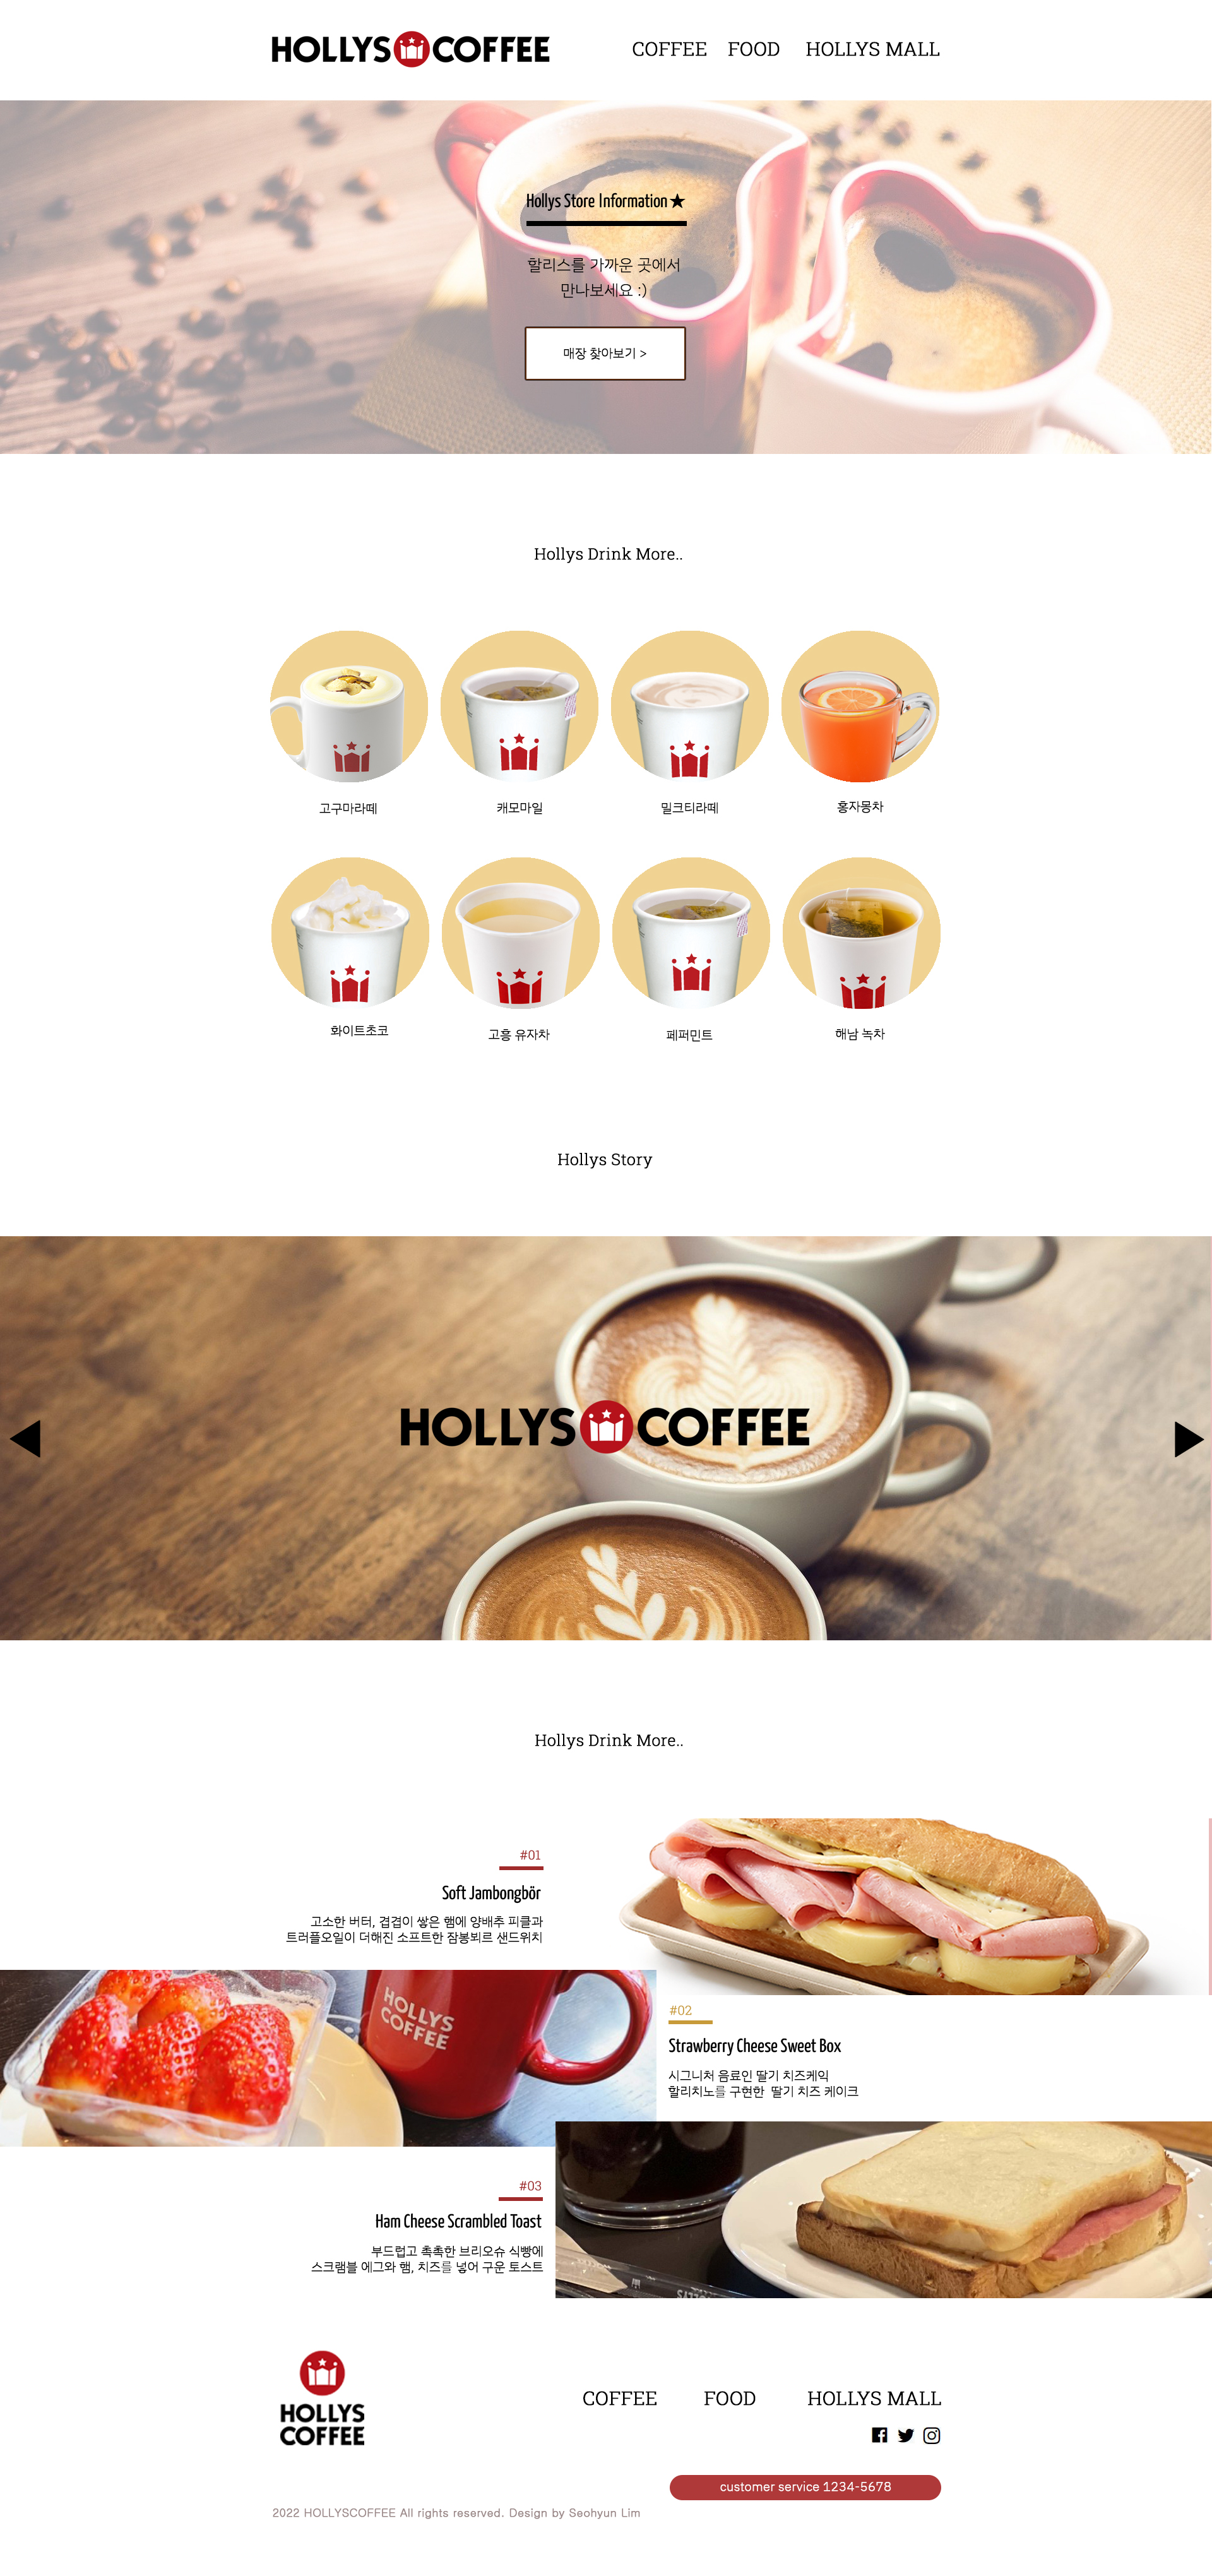 HOLLYS COFFEE
COFFEE FOOD HOLLYS MALL
Hollys Store Information★
할리스를 가까운 곳에서
만나보세요 :)
매장 찾아보기 >
Hollys Drink More..
고구마라떼
캐모마일
밀크티라떼
홍자몽차
화이트초코
고흥 유자차
페퍼민트
해남 녹차
Hollys Story
HOLLYS COFFEE
Hollys Drink More..
#01
Soft Jambongbör
고소한 버터, 겹겹이 쌓은 햄에 양배추 피클과
트러플오일이 더해진 소프트한 잠봉뵈르 샌드위치
HOLLYS
COFFEE
#02
Strawberry Cheese Sweet Box
시그니처 음료인 딸기 치즈케익
할리치노를 구현한 딸기 치즈 케이크
#03
Ham Cheese Scrambled Toast
부드럽고 촉촉한 브리오슈 식빵에
스크램블 에그와 햄, 치즈를 넣어 구운 토스트
HOLLYS
COFFEE
COFFEE FOOD HOLLYS MALL
customer service 1234-5678
2022 HOLLYSCOFFEE All rights reserved. Design by Seohyun Lim